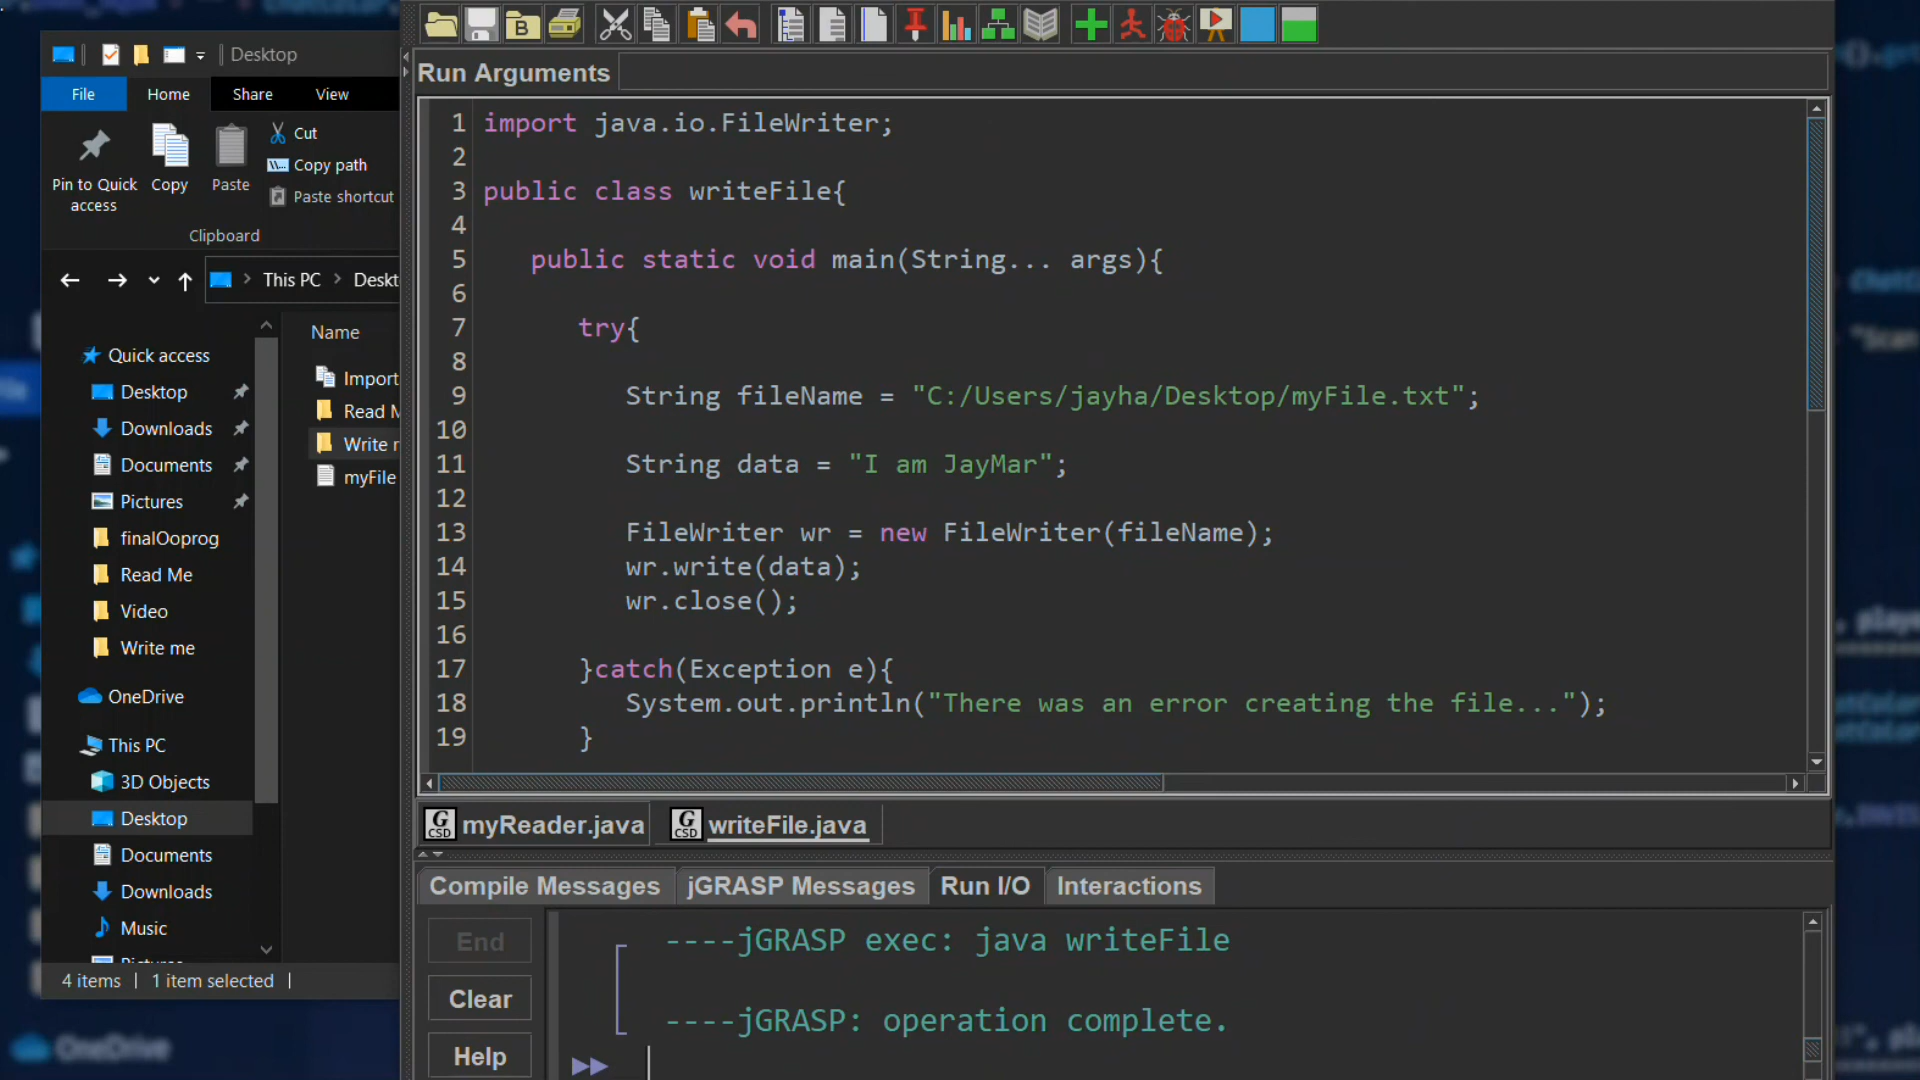 Desktop
File Home Share View
Pin to Quick access
Copy
Paste
Cut
Copy path
Paste shortcut
Clipboard
This PC
Name
Quick access
Desktop
Downloads
Documents
Pictures
finalOoprog
Read Me
Video
Write me
OneDrive
This PC
3D Objects
Desktop
Documents
Downloads
Music
Import
Read
Write
myFile
4 items 1 item selected
Run Arguments
1 import java.io.FileWriter;
2
3 public class writeFile{
4
5 public static void main(String... args){
6
7 try{
8
9 String fileName = "C:/Users/jayha/Desktop/myFile.txt";
10
11 String data = "I am JayMar";
12
13 FileWriter wr = new FileWriter(fileName);
14 wr.write(data);
15 wr.close();
16
17 }catch(Exception e){
18 System.out.println("There was an error creating the file...");
19 }
myReader.java writeFile.java
Compile Messages jGRASP Messages Run I/O Interactions
End
Clear
Help
----jGRASP exec: java writeFile
----jGRASP: operation complete.
OneDrive
"Scan